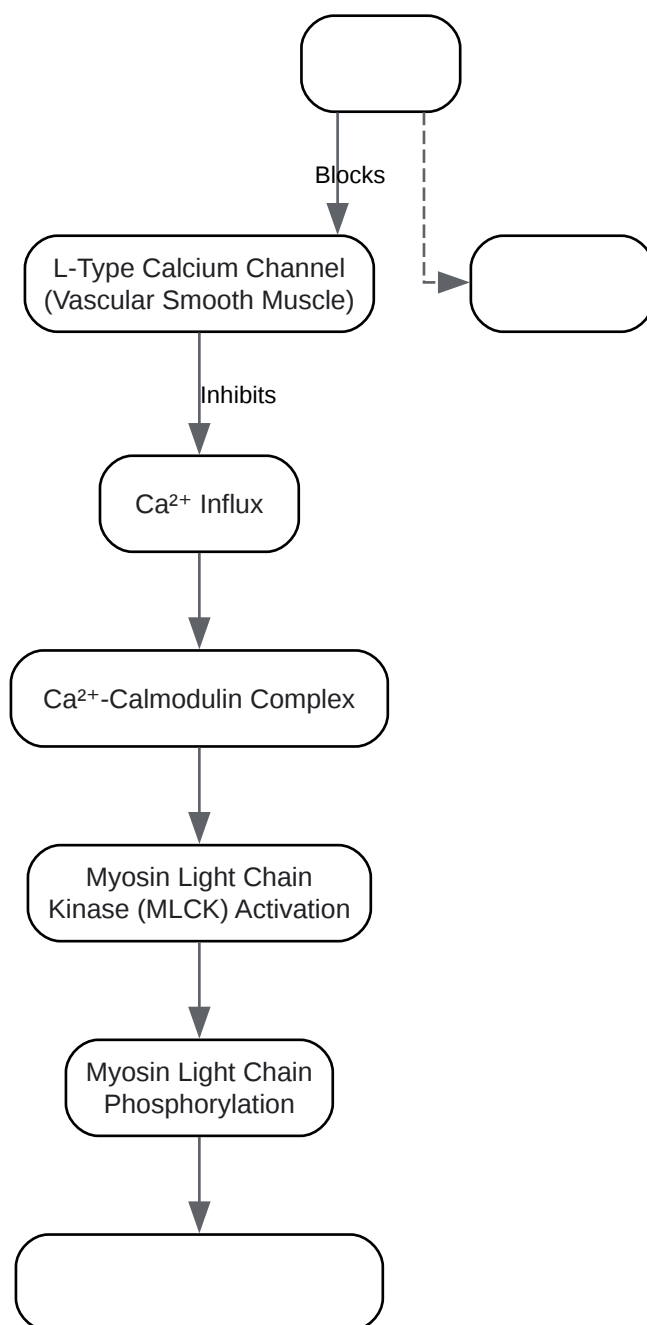 Blocks
L-Type Calcium Channel
(Vascular Smooth Muscle)
Inhibits
Ca²⁺ Influx
Ca²⁺-Calmodulin Complex
Myosin Light Chain
Kinase (MLCK) Activation
Myosin Light Chain
Phosphorylation